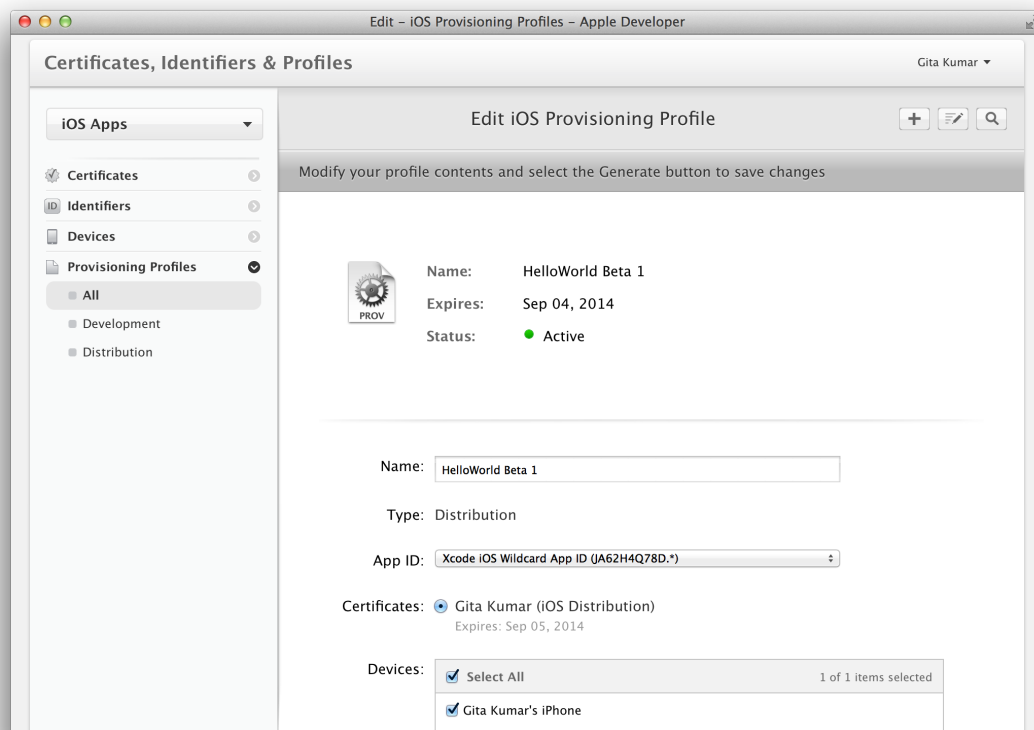 Edit – iOS Provisioning Profiles – Apple Developer
Certificates, Identifiers & Profiles
Gita Kumar
iOS Apps
Edit iOS Provisioning Profile
Modify your profile contents and select the Generate button to save changes
Certificates
ID Identifiers
Devices
Provisioning Profiles
All
Development
Distribution
PROV
Name: HelloWorld Beta 1
Expires: Sep 04, 2014
Status: Active
Name: HelloWorld Beta 1
Type: Distribution
App ID: Xcode iOS Wildcard App ID (JA62H4Q78D.*)
Certificates: Gita Kumar (iOS Distribution)
Expires: Sep 05, 2014
Devices: Select All 1 of 1 items selected
Gita Kumar's iPhone